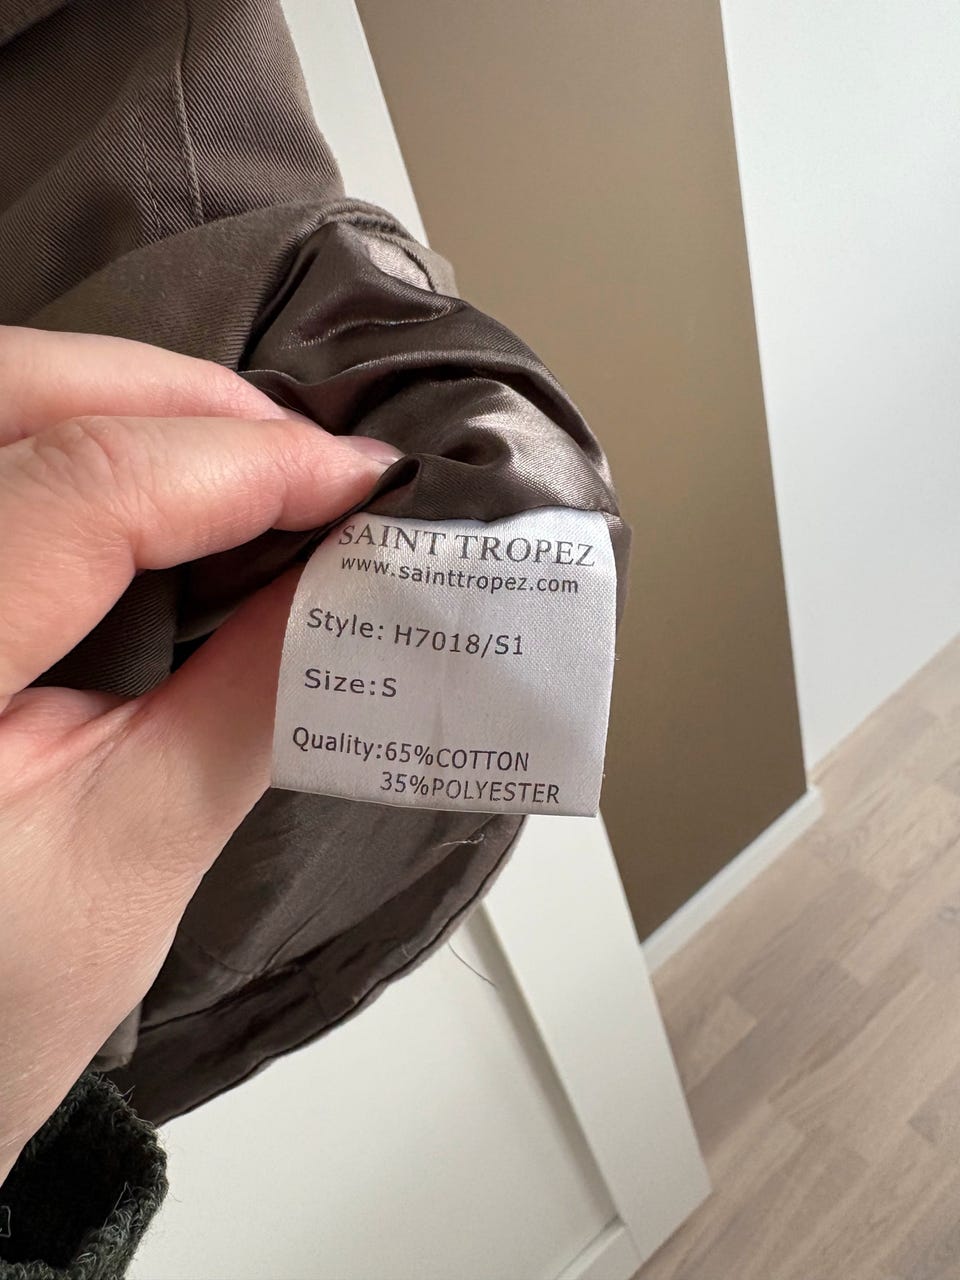 SAINT TROPEZ
www.sainttropez.com
Style: H7018/S1
Size:S
Quality:65%COTTON
35%POLYESTER